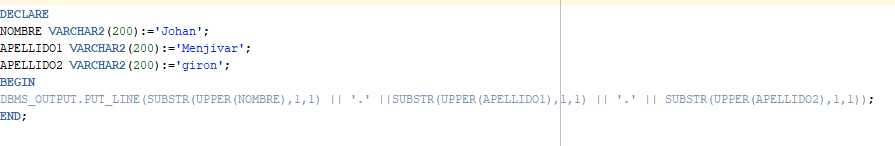 DECLARE
NOMBRE VARCHAR2(200):='Johan';
APELLIDO1 VARCHAR2(200):='Menjivar';
APELLIDO2 VARCHAR2(200):='giron';
BEGIN
DBMS_OUTPUT.PUT_LINE(SUBSTR(UPPER(NOMBRE),1,1) || '.' ||SUBSTR(UPPER(APELLIDO1),1,1) || '.' || SUBSTR(UPPER(APELLIDO2),1,1));
END;